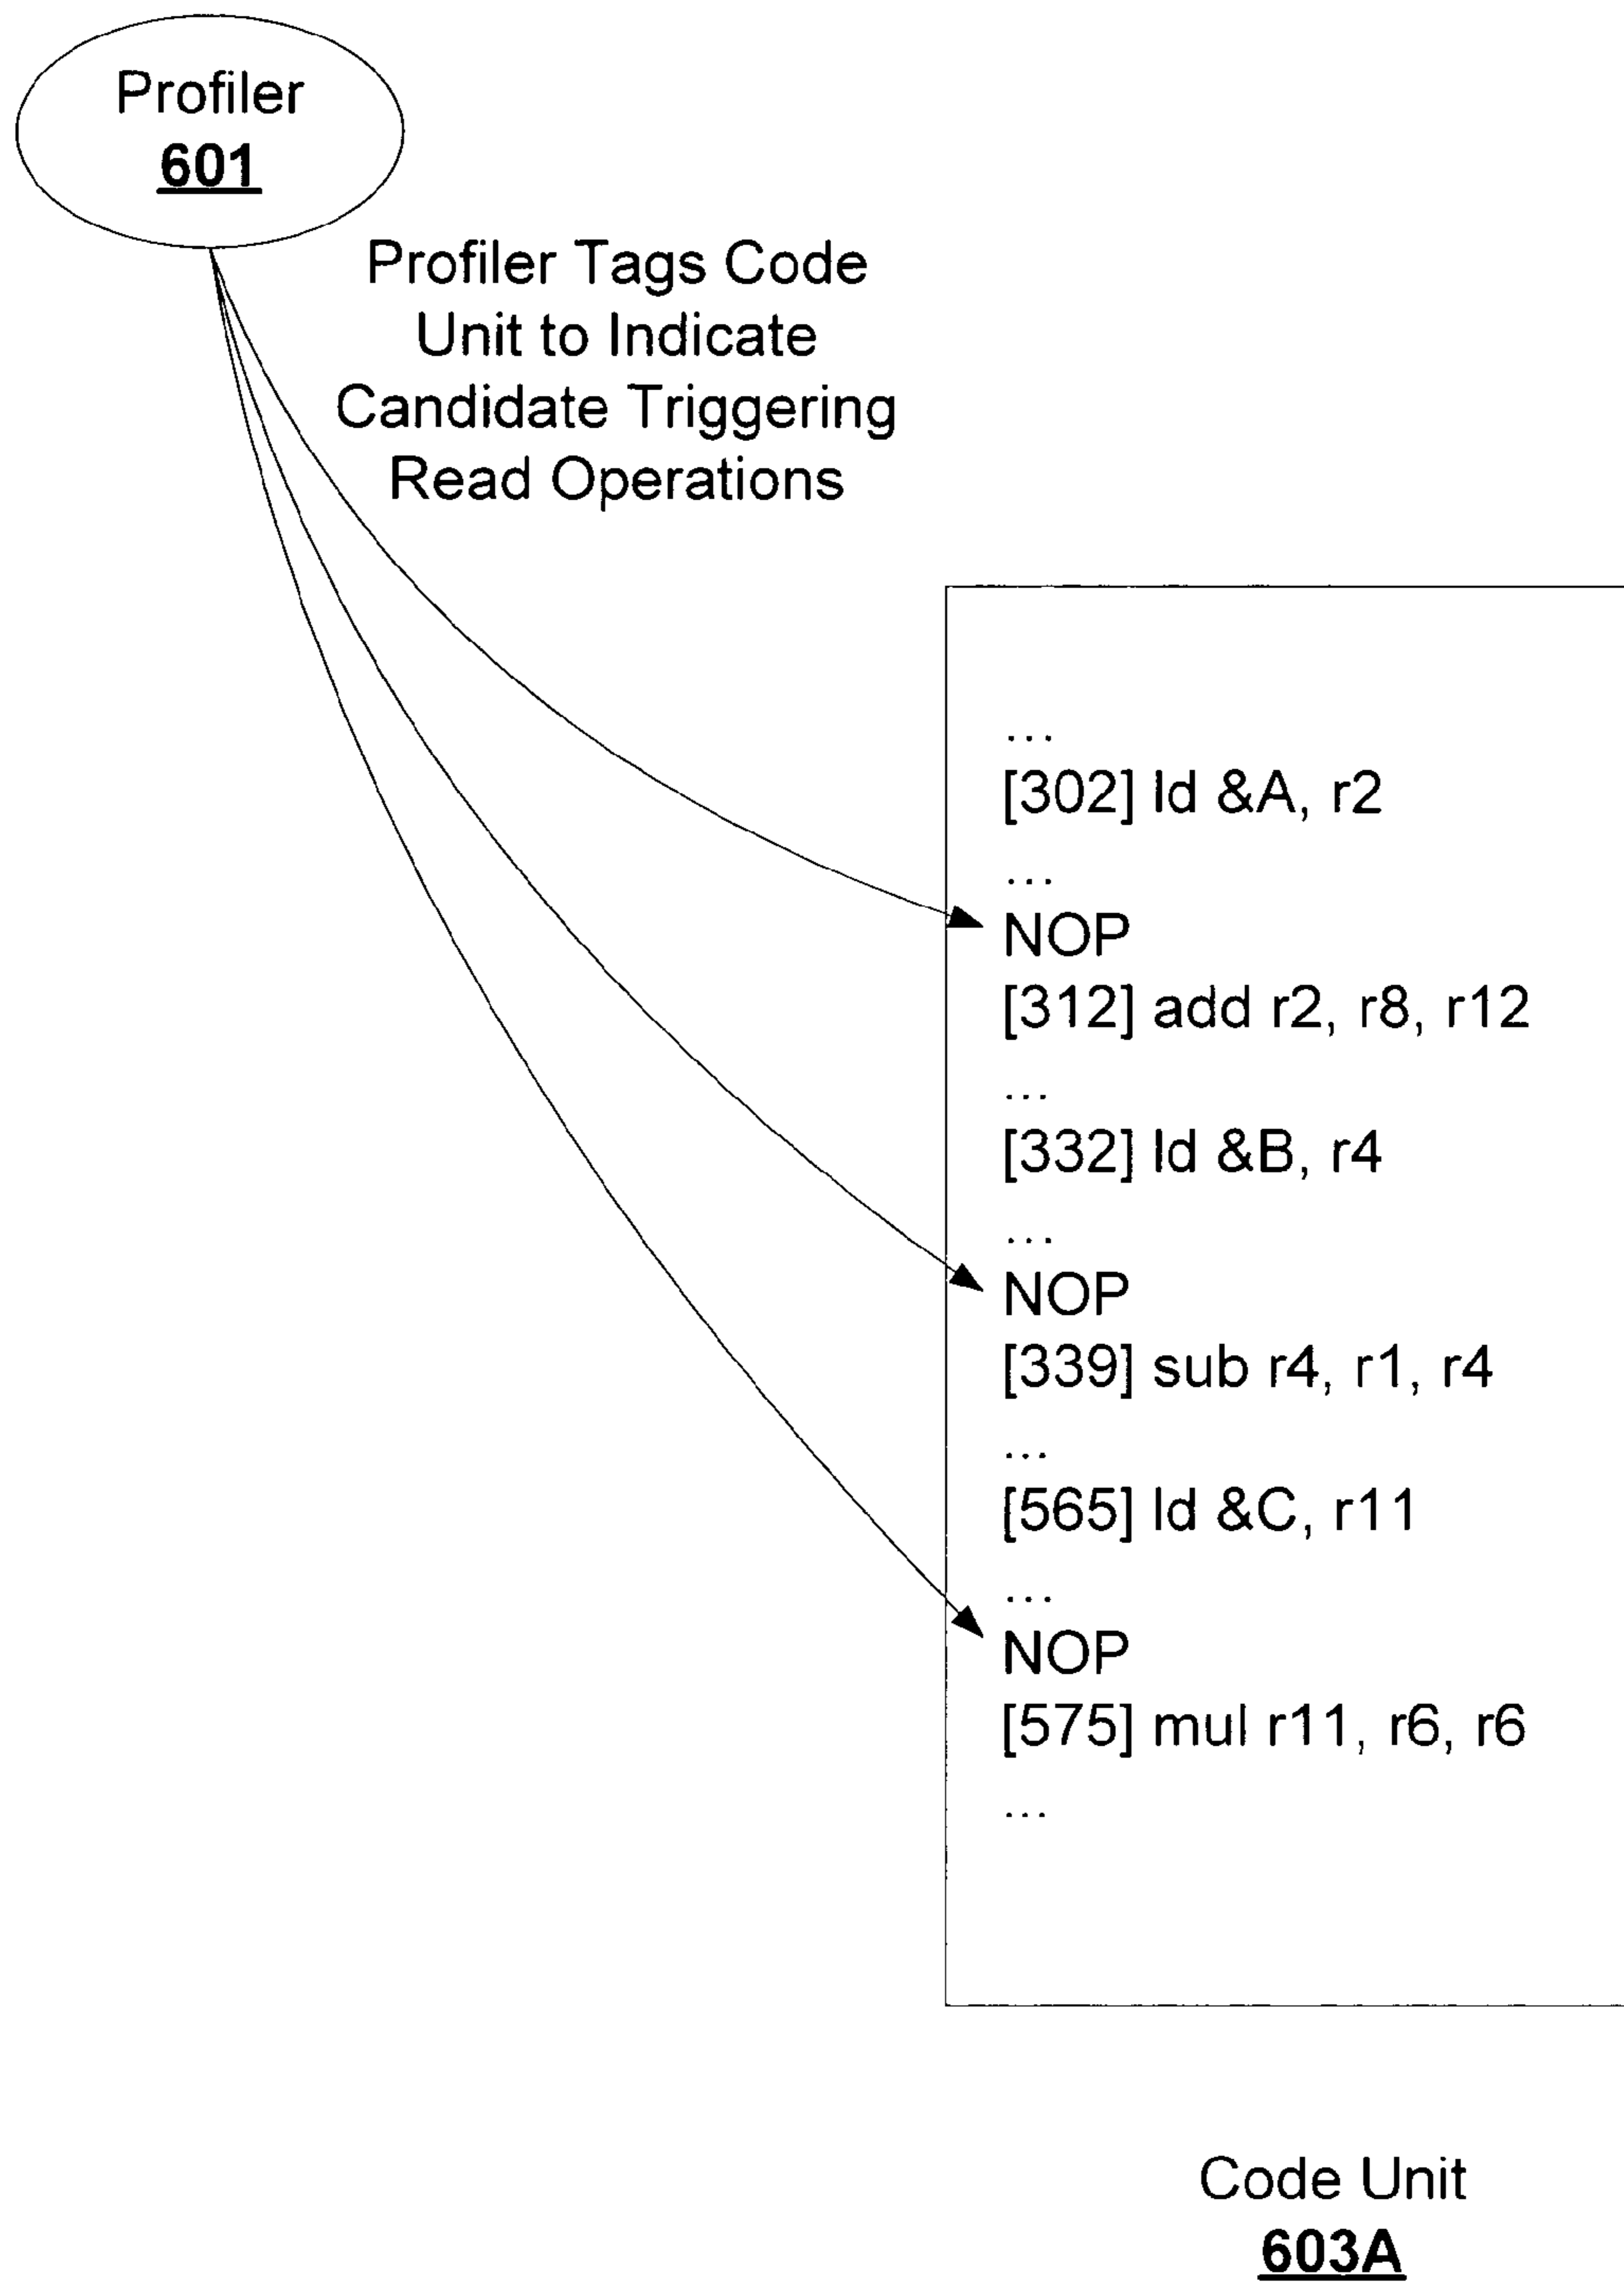 Profiler
601
Profiler Tags Code
Unit to Indicate
Candidate Triggering
Read Operations
...
[302] ld &A, r2
...
NOP
[312] add r2, r8, r12
...
[332] ld &B, r4
...
NOP
[339] sub r4, r1, r4
...
[565] ld &C, r11
...
NOP
[575] mul r11, r6, r6
...
Code Unit
603A